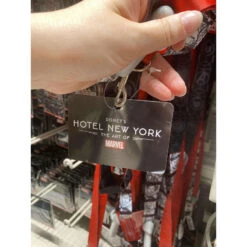 DISNEY'S
HOTEL NEW YORK
THE ART OF
MARVEL